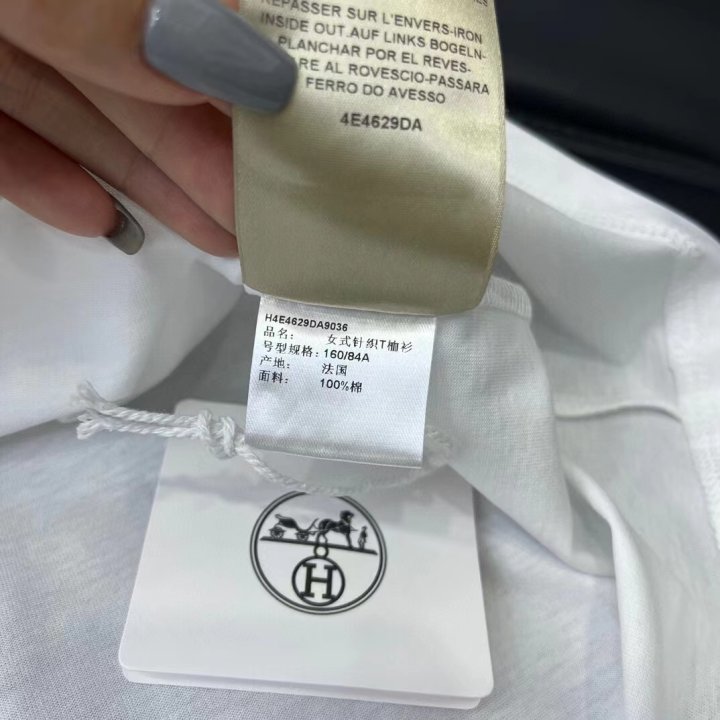 REPASSER SUR L'ENVERS-IRON
INSIDE OUT.AUF LINKS BOGELN-
PLANCHAR POR EL REVES-
ARE AL ROVESCIO-PASSARA
FERRO DO AVESSO
4E4629DA
H4E4629DA9036
品名： 女式针织T恤衫
号型规格：160/84A
产地： 法国
面料： 100%棉
H